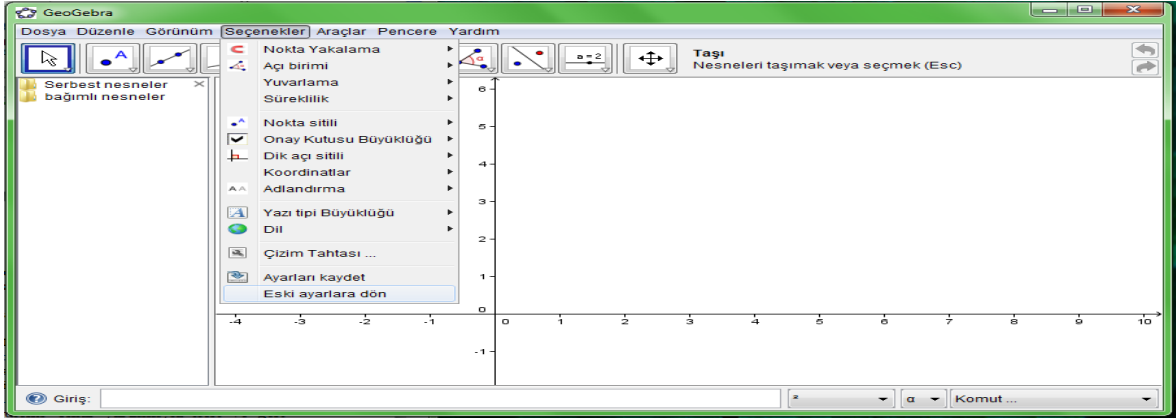 GeoGebra
Dosya Düzenle Görünüm Seçenekler Araçlar Pencere Yardım
A a=2 Taşı
Nesneleri taşımak veya seçmek (Esc)
Serbest nesneler
bağımlı nesneler
Nokta Yakalama
Açı birimi
Yuvarlama
Süreklilik
Nokta sitili
Onay Kutusu Büyüklüğü
Dik açı sitili
Koordinatlar
AA Adlandırma
A Yazı tipi Büyüklüğü
Dil
Çizim Tahtası ...
Ayarları kaydet
Eski ayarlara dön
6
5
4
3
2
1
0
-4 -3 -2 -1 0 1 2 3 4 5 6 7 8 9 10
-1
Giriş: ² α Komut ...